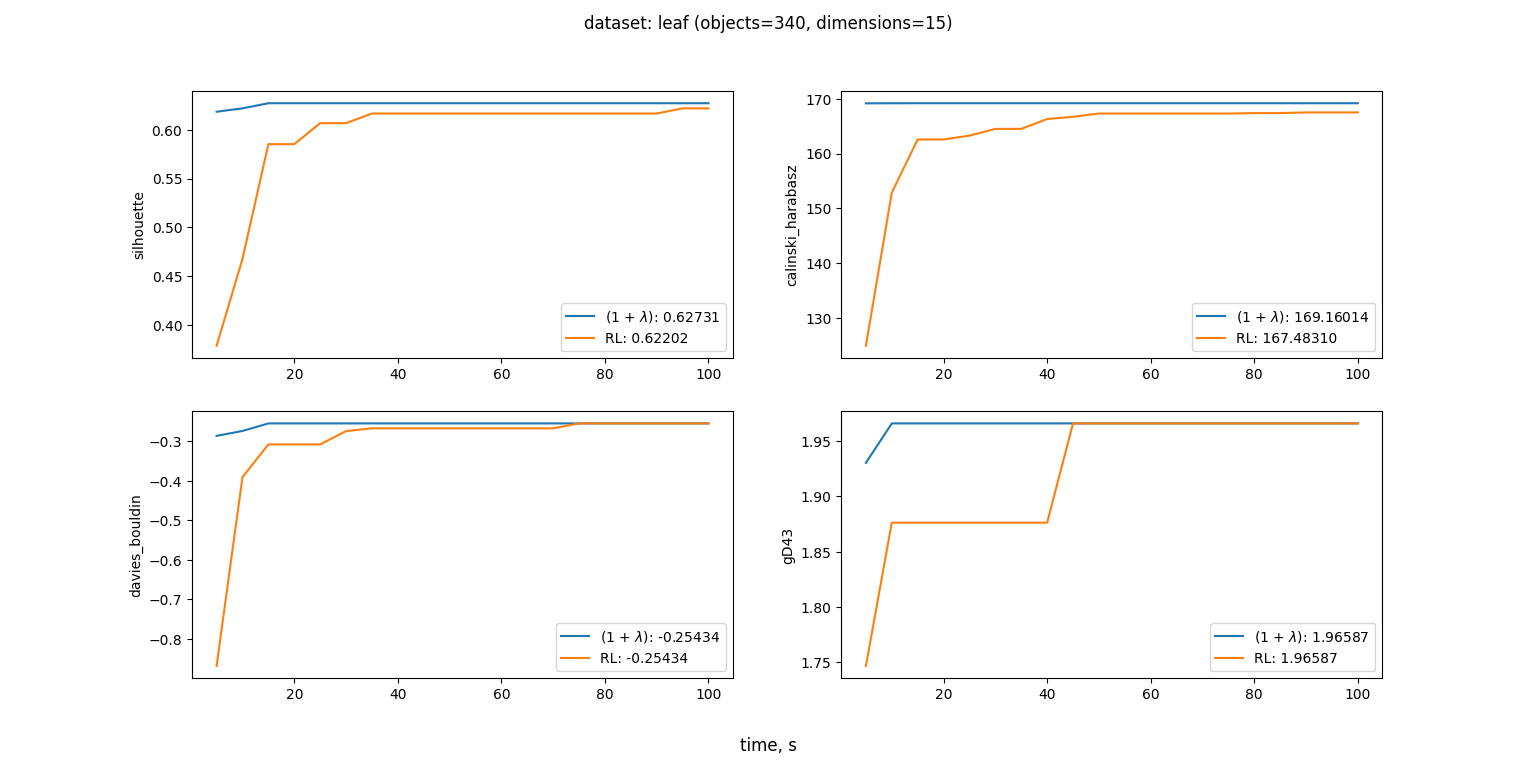 dataset: leaf (objects=340, dimensions=15)
silhouette
0.60
0.55
0.50
0.45
0.40
20 40 60 80 100
(1 + λ): 0.62731
RL: 0.62202
calinski_harabasz
170
160
150
140
130
20 40 60 80 100
(1 + λ): 169.16014
RL: 167.48310
davies_bouldin
−0.3
−0.4
−0.5
−0.6
−0.7
−0.8
20 40 60 80 100
(1 + λ): -0.25434
RL: -0.25434
gD43
1.95
1.90
1.85
1.80
1.75
20 40 60 80 100
(1 + λ): 1.96587
RL: 1.96587
time, s